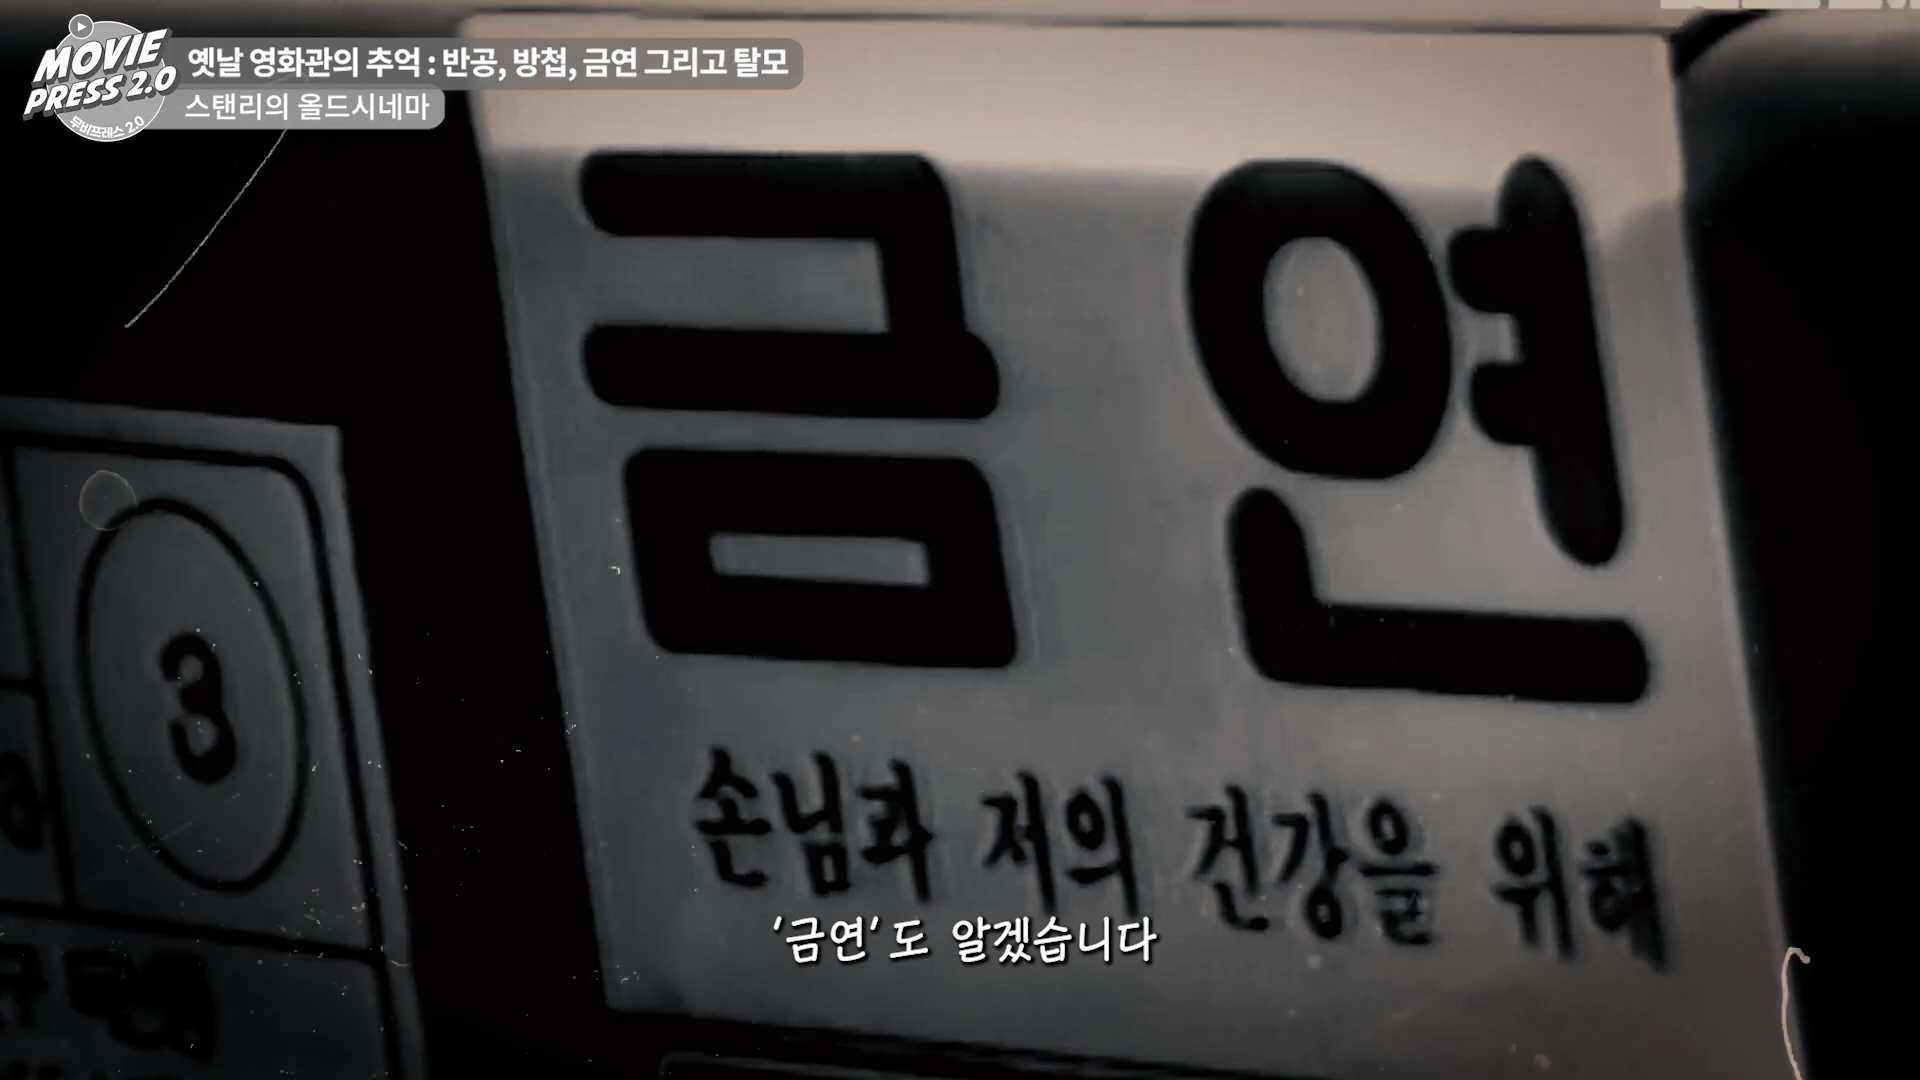 MOVIE
PRESS 2.0
무비프레스 2.0
옛날 영화관의 추억 : 반공, 방첩, 금연 그리고 탈모
스탠리의 올드시네마
금연
3
손님과 저의 건강을 위해
'금연'도 알겠습니다